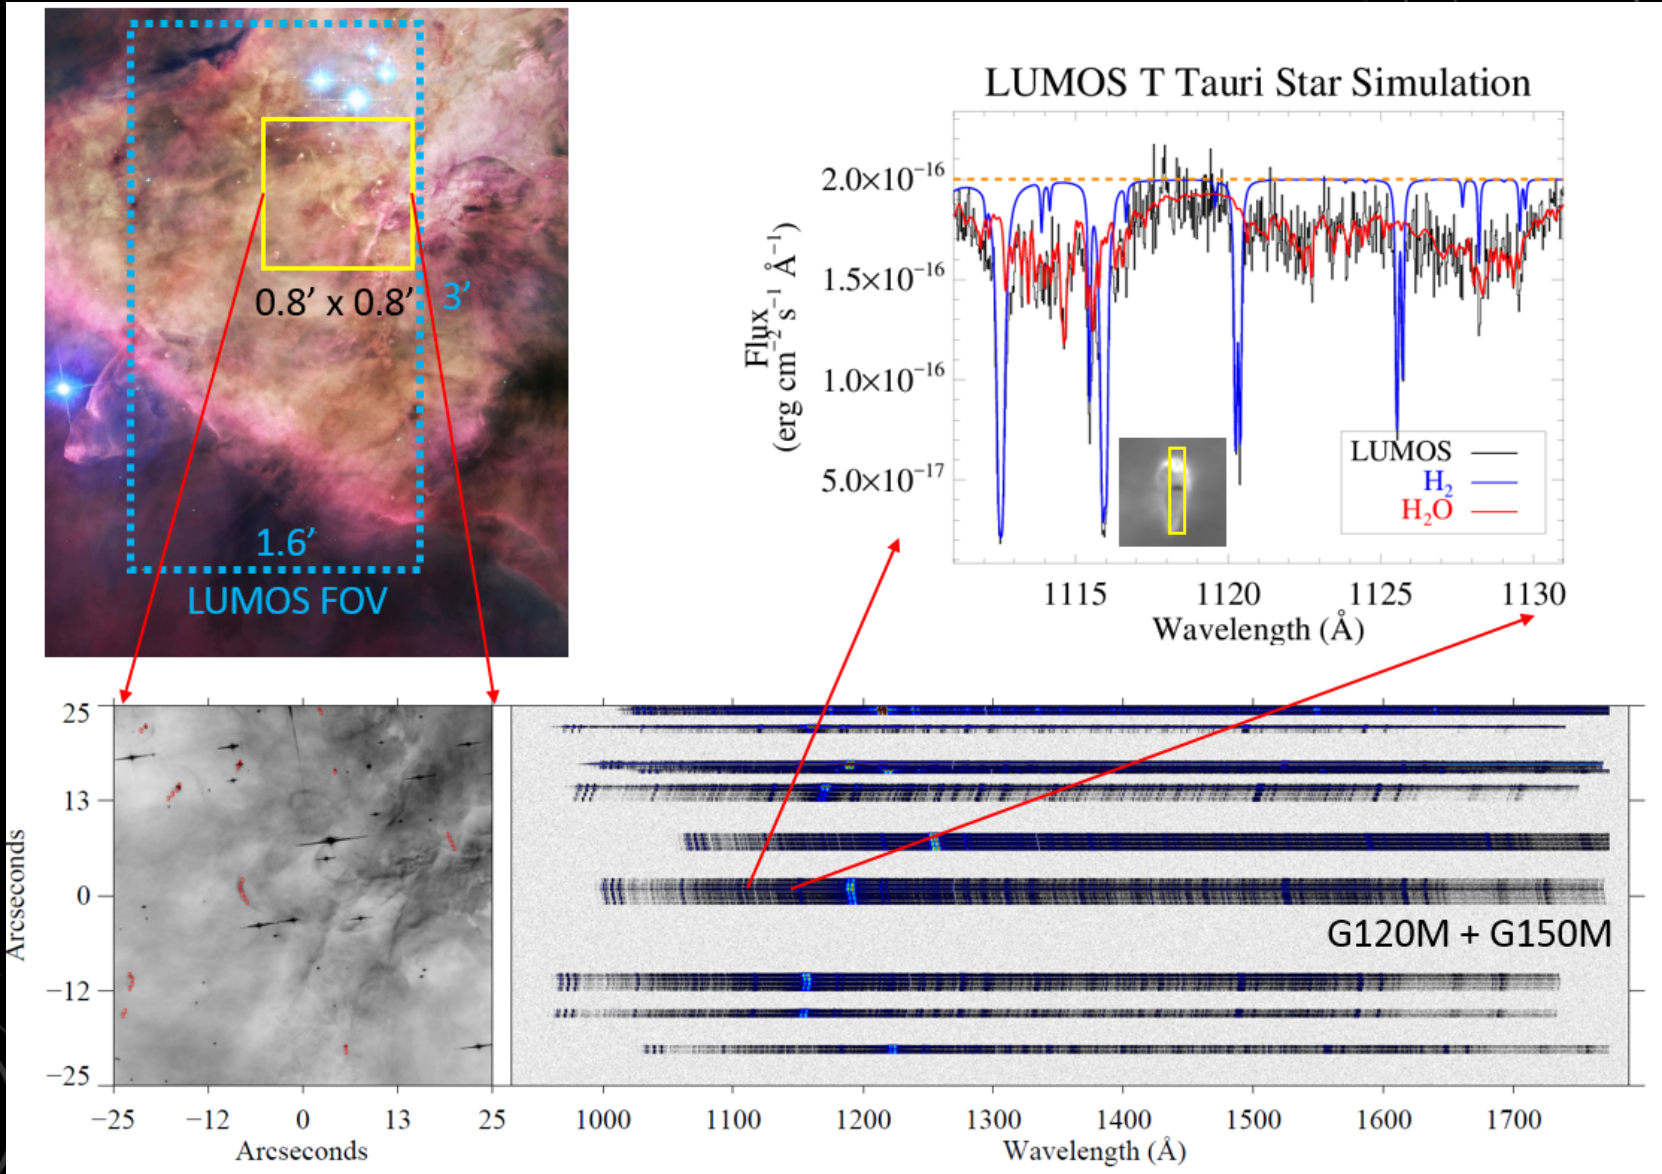 0.8’ x 0.8’
3’
1.6’
LUMOS FOV
LUMOS T Tauri Star Simulation
Flux
(erg cm⁻² s⁻¹ Å⁻¹)
2.0×10⁻¹⁶
1.5×10⁻¹⁶
1.0×10⁻¹⁶
5.0×10⁻¹⁷
LUMOS
H₂
H₂O
1115 1120 1125 1130
Wavelength (Å)
Arcseconds
25
13
0
−12
−25
−25 −12 0 13 25
Arcseconds
G120M + G150M
1000 1100 1200 1300 1400 1500 1600 1700
Wavelength (Å)